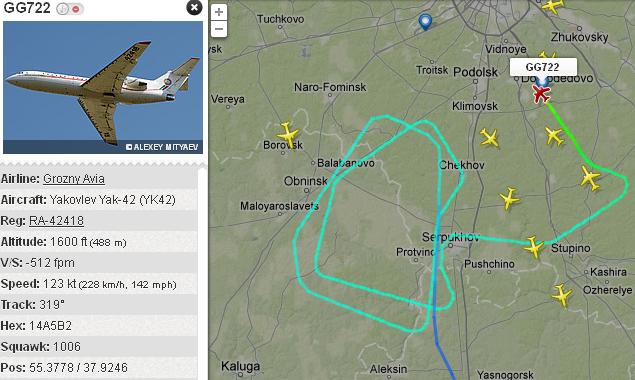 GG722
© ALEXEY MITYAEV
Airline: Grozny Avia
Aircraft: Yakovlev Yak-42 (YK42)
Reg: RA-42418
Altitude: 1600 ft (488 m)
V/S: -512 fpm
Speed: 123 kt (228 km/h, 142 mph)
Track: 319°
Hex: 14A5B2
Squawk: 1006
Pos: 55.3778 / 37.9246
+
−
Tuchkovo
Vidnoye
Zhukovsky
Troitsk
Podolsk
GG722
Domodedovo
Naro-Fominsk
Vereya
Klimovsk
Borovsk
Balabanovo
Chekhov
Obninsk
Maloyaroslavets
Serpukhov
Protvino
Stupino
Pushchino
Kashira
Ozherelye
Kaluga
Aleksin
Yasnogorsk